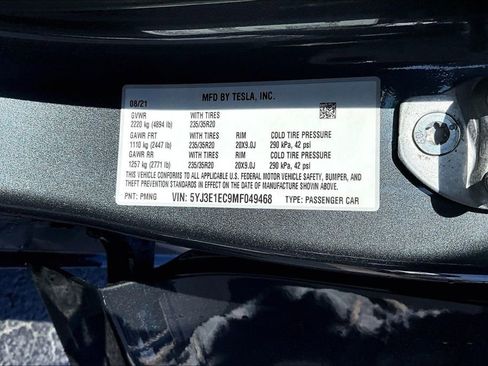 MFD BY TESLA, INC.
08/21
GVWR WITH TIRES
2220 kg (4894 lb) 235/35R20
GAWR FRT WITH TIRES RIM COLD TIRE PRESSURE
1110 kg (2447 lb) 235/35R20 20X9.0J 290 kPa, 42 psi
GAWR RR WITH TIRES RIM COLD TIRE PRESSURE
1257 kg (2771 lb) 235/35R20 20X9.0J 290 kPa, 42 psi
THIS VEHICLE CONFORMS TO ALL APPLICABLE U.S. FEDERAL MOTOR VEHICLE SAFETY, BUMPER, AND
THEFT PREVENTION STANDARDS IN EFFECT ON THE DATE OF MANUFACTURE SHOWN ABOVE.
PNT: PMNG VIN: 5YJ3E1EC9MF049468 TYPE: PASSENGER CAR